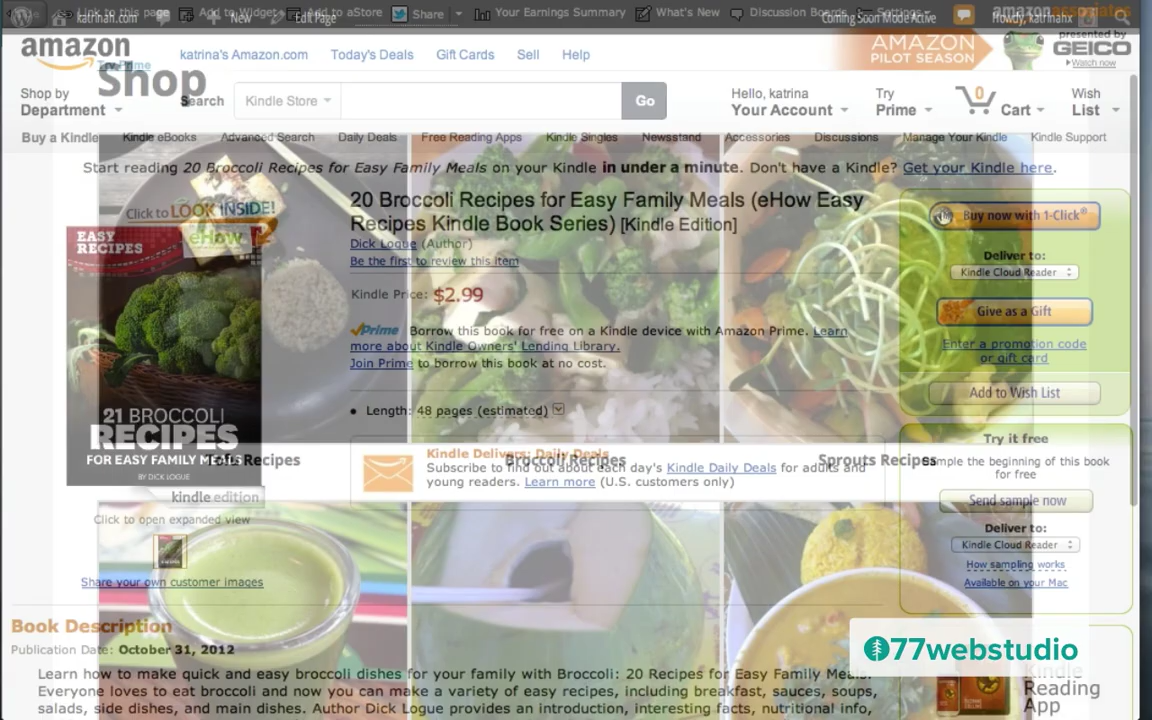 Link to this page
Add to Widget
Add to aStore
Share
Your Earnings Summary
What's New
Discussion Boards
Settings
amazon associates
katrinah.com
New
Edit Page
Coming Soon Mode Active
Howdy, katrinahx
amazon
Try Prime
katrina's Amazon.com
Today's Deals
Gift Cards
Sell
Help
AMAZON
PILOT SEASON
presented by
GEICO
Watch now
Shop
Shop by
Department
Search
Kindle Store
Go
Hello, katrina
Your Account
Try
Prime
0
Cart
Wish
List
Buy a Kindle
Kindle eBooks
Advanced Search
Daily Deals
Free Reading Apps
Kindle Singles
Newsstand
Accessories
Discussions
Manage Your Kindle
Kindle Support
Start reading 20 Broccoli Recipes for Easy Family Meals on your Kindle in under a minute. Don't have a Kindle? Get your Kindle here.
Click to LOOK INSIDE!
EASY
RECIPES
eHow
21 BROCCOLI
RECIPES
FOR EASY FAMILY MEALS
BY DICK LOGUE
kindle edition
Click to open expanded view
Share your own customer images
20 Broccoli Recipes for Easy Family Meals (eHow Easy
Recipes Kindle Book Series) [Kindle Edition]
Dick Logue (Author)
Be the first to review this item
Kindle Price: $2.99
Prime Borrow this book for free on a Kindle device with Amazon Prime. Learn
more about Kindle Owners' Lending Library.
Join Prime to borrow this book at no cost.
Length: 48 pages (estimated)
Kindle Delivers: Daily Deals
Subscribe to find out about each day's Kindle Daily Deals for adults and
young readers. Learn more (U.S. customers only)
Recipes
Broccoli Recipes
Sprouts Recipes
Buy now with 1-Click®
Deliver to:
Kindle Cloud Reader
Give as a Gift
Enter a promotion code
or gift card
Add to Wish List
Try it free
Sample the beginning of this book
for free
Send sample now
Deliver to:
Kindle Cloud Reader
How sampling works
Available on your Mac
Book Description
Publication Date: October 31, 2012
Learn how to make quick and easy broccoli dishes for your family with Broccoli: 20 Recipes for Easy Family Meals.
Everyone loves to eat broccoli and now you can make a variety of easy recipes, including breakfast, sauces, soups,
salads, side dishes, and main dishes. Author Dick Logue provides an introduction, interesting facts, nutritional info,
77webstudio
Kindle
Reading
App